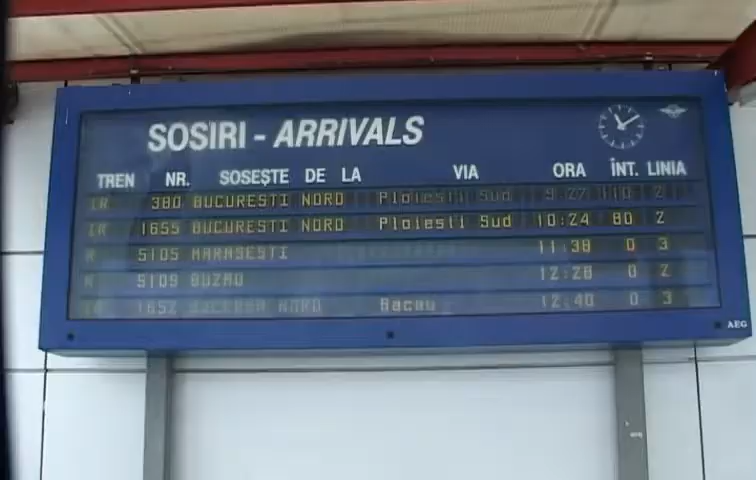 SOSIRI - ARRIVALS
TREN NR. SOSEŞTE DE LA VIA ORA ÎNT. LINIA
IR 380 BUCURESTI NORD Ploiesti Sud 9:27 110 2
IR 1655 BUCURESTI NORD Ploiesti Sud 10:24 80 2
R 5105 MARASESTI 11:38 0 3
R 5109 BUZAU 12:28 0 2
1652 SUCEAVA NORD Bacau 12:40 0 3
AEG